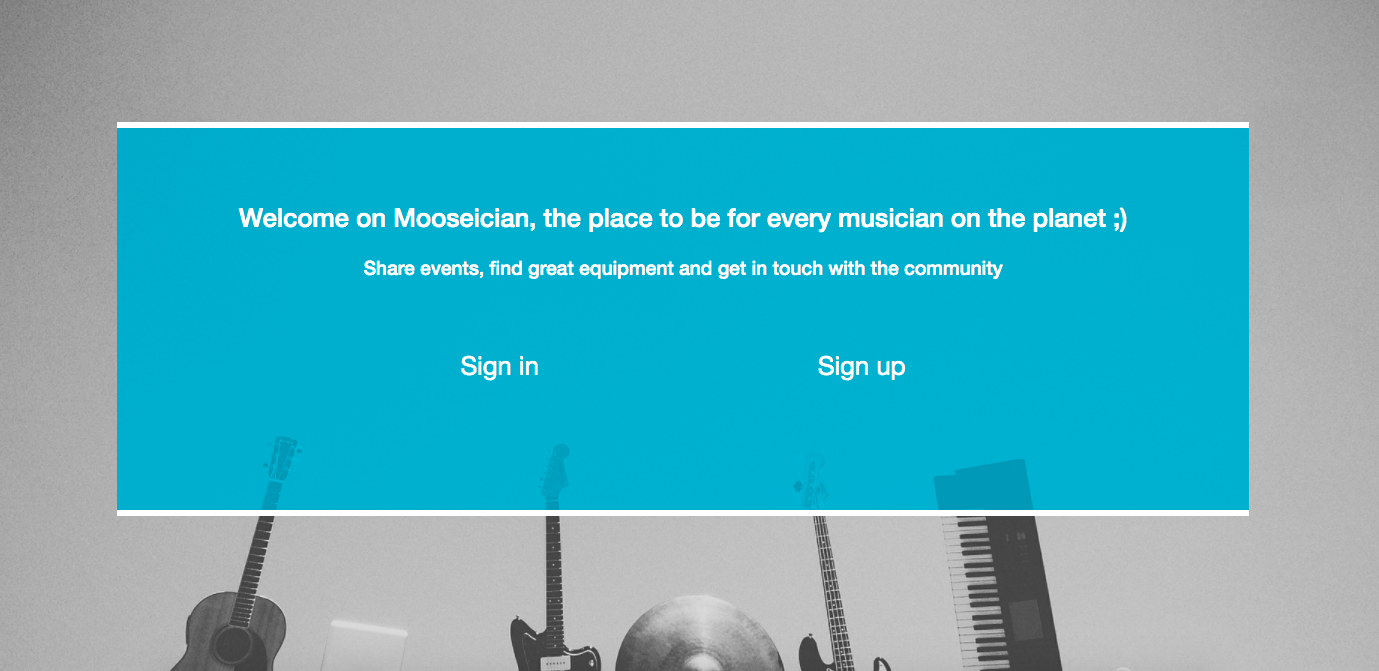 Welcome on Mooseician, the place to be for every musician on the planet ;)
Share events, find great equipment and get in touch with the community
Sign in
Sign up